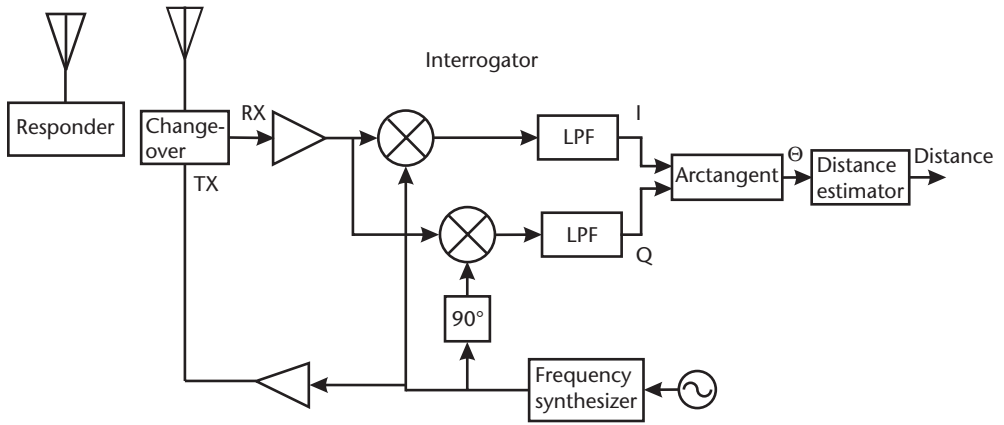 Interrogator
Responder
Change-
over
RX
TX
LPF
I
Arctangent
Θ
Distance
estimator
Distance
LPF
Q
90°
Frequency
synthesizer